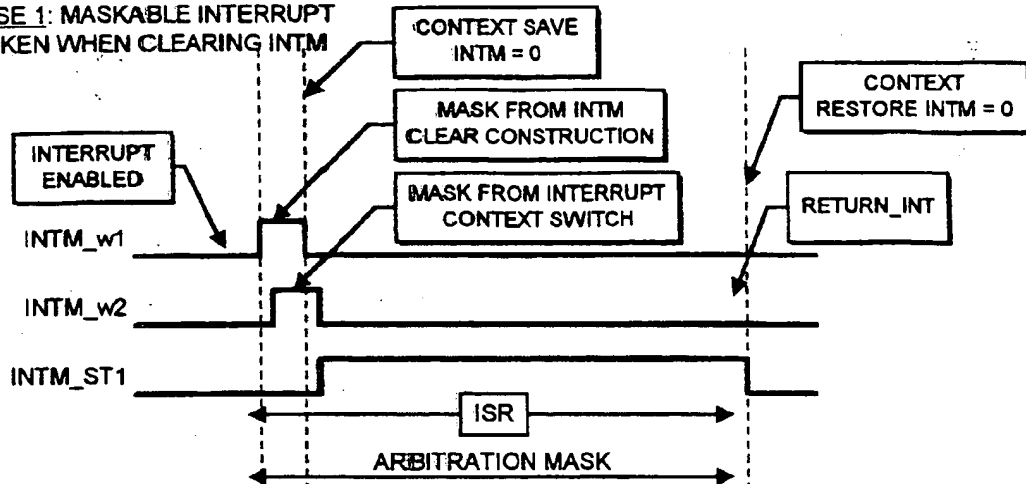 SE 1: MASKABLE INTERRUPT
KEN WHEN CLEARING INTM
CONTEXT SAVE
INTM = 0
CONTEXT
RESTORE INTM = 0
MASK FROM INTM
CLEAR CONSTRUCTION
INTERRUPT
ENABLED
MASK FROM INTERRUPT
CONTEXT SWITCH
RETURN_INT
INTM_w1
INTM_w2
INTM_ST1
ISR
ARBITRATION MASK